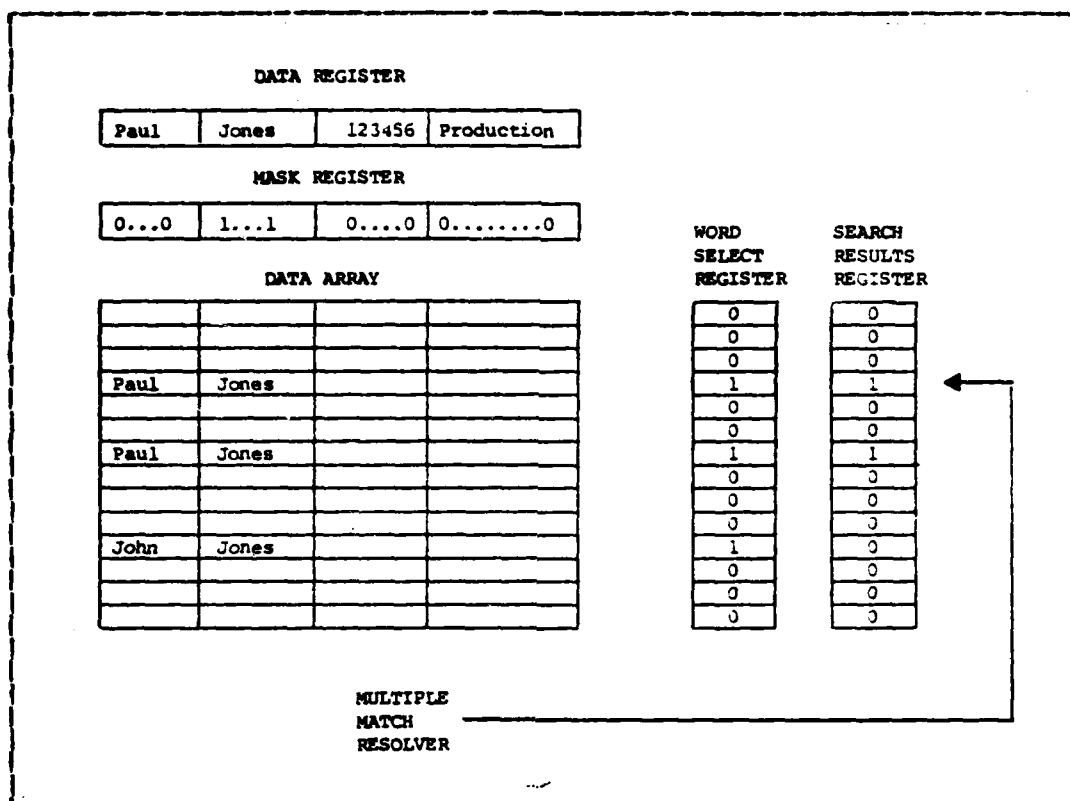 DATA REGISTER
Paul Jones 123456 Production
MASK REGISTER
0...0 1...1 0....0 0........0
WORD SELECT REGISTER
SEARCH RESULTS REGISTER
DATA ARRAY
0 0
0 0
0 0
Paul Jones 1 1
0 0
0 0
Paul Jones 1 1
0 0
0 0
0 0
John Jones 1 0
0 0
0 0
0 0
MULTIPLE
MATCH
RESOLVER